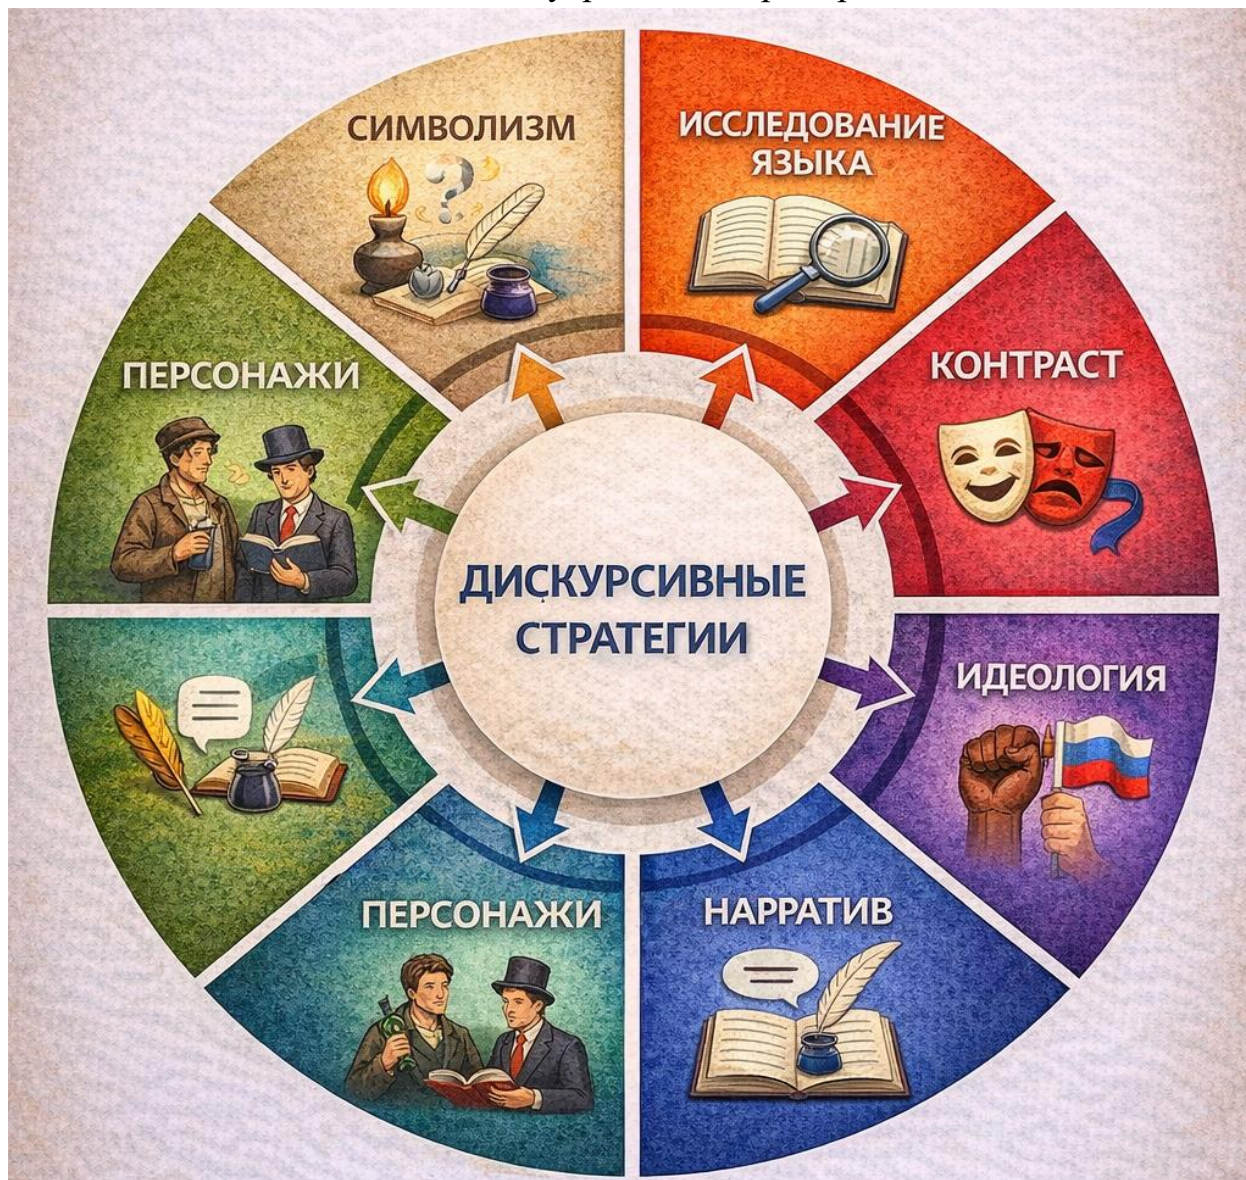 СИМВОЛИЗМ
ИССЛЕДОВАНИЕ
ЯЗЫКА
ПЕРСОНАЖИ
КОНТРАСТ
ДИСКУРСИВНЫЕ
СТРАТЕГИИ
ИДЕОЛОГИЯ
ПЕРСОНАЖИ
НАРРАТИВ